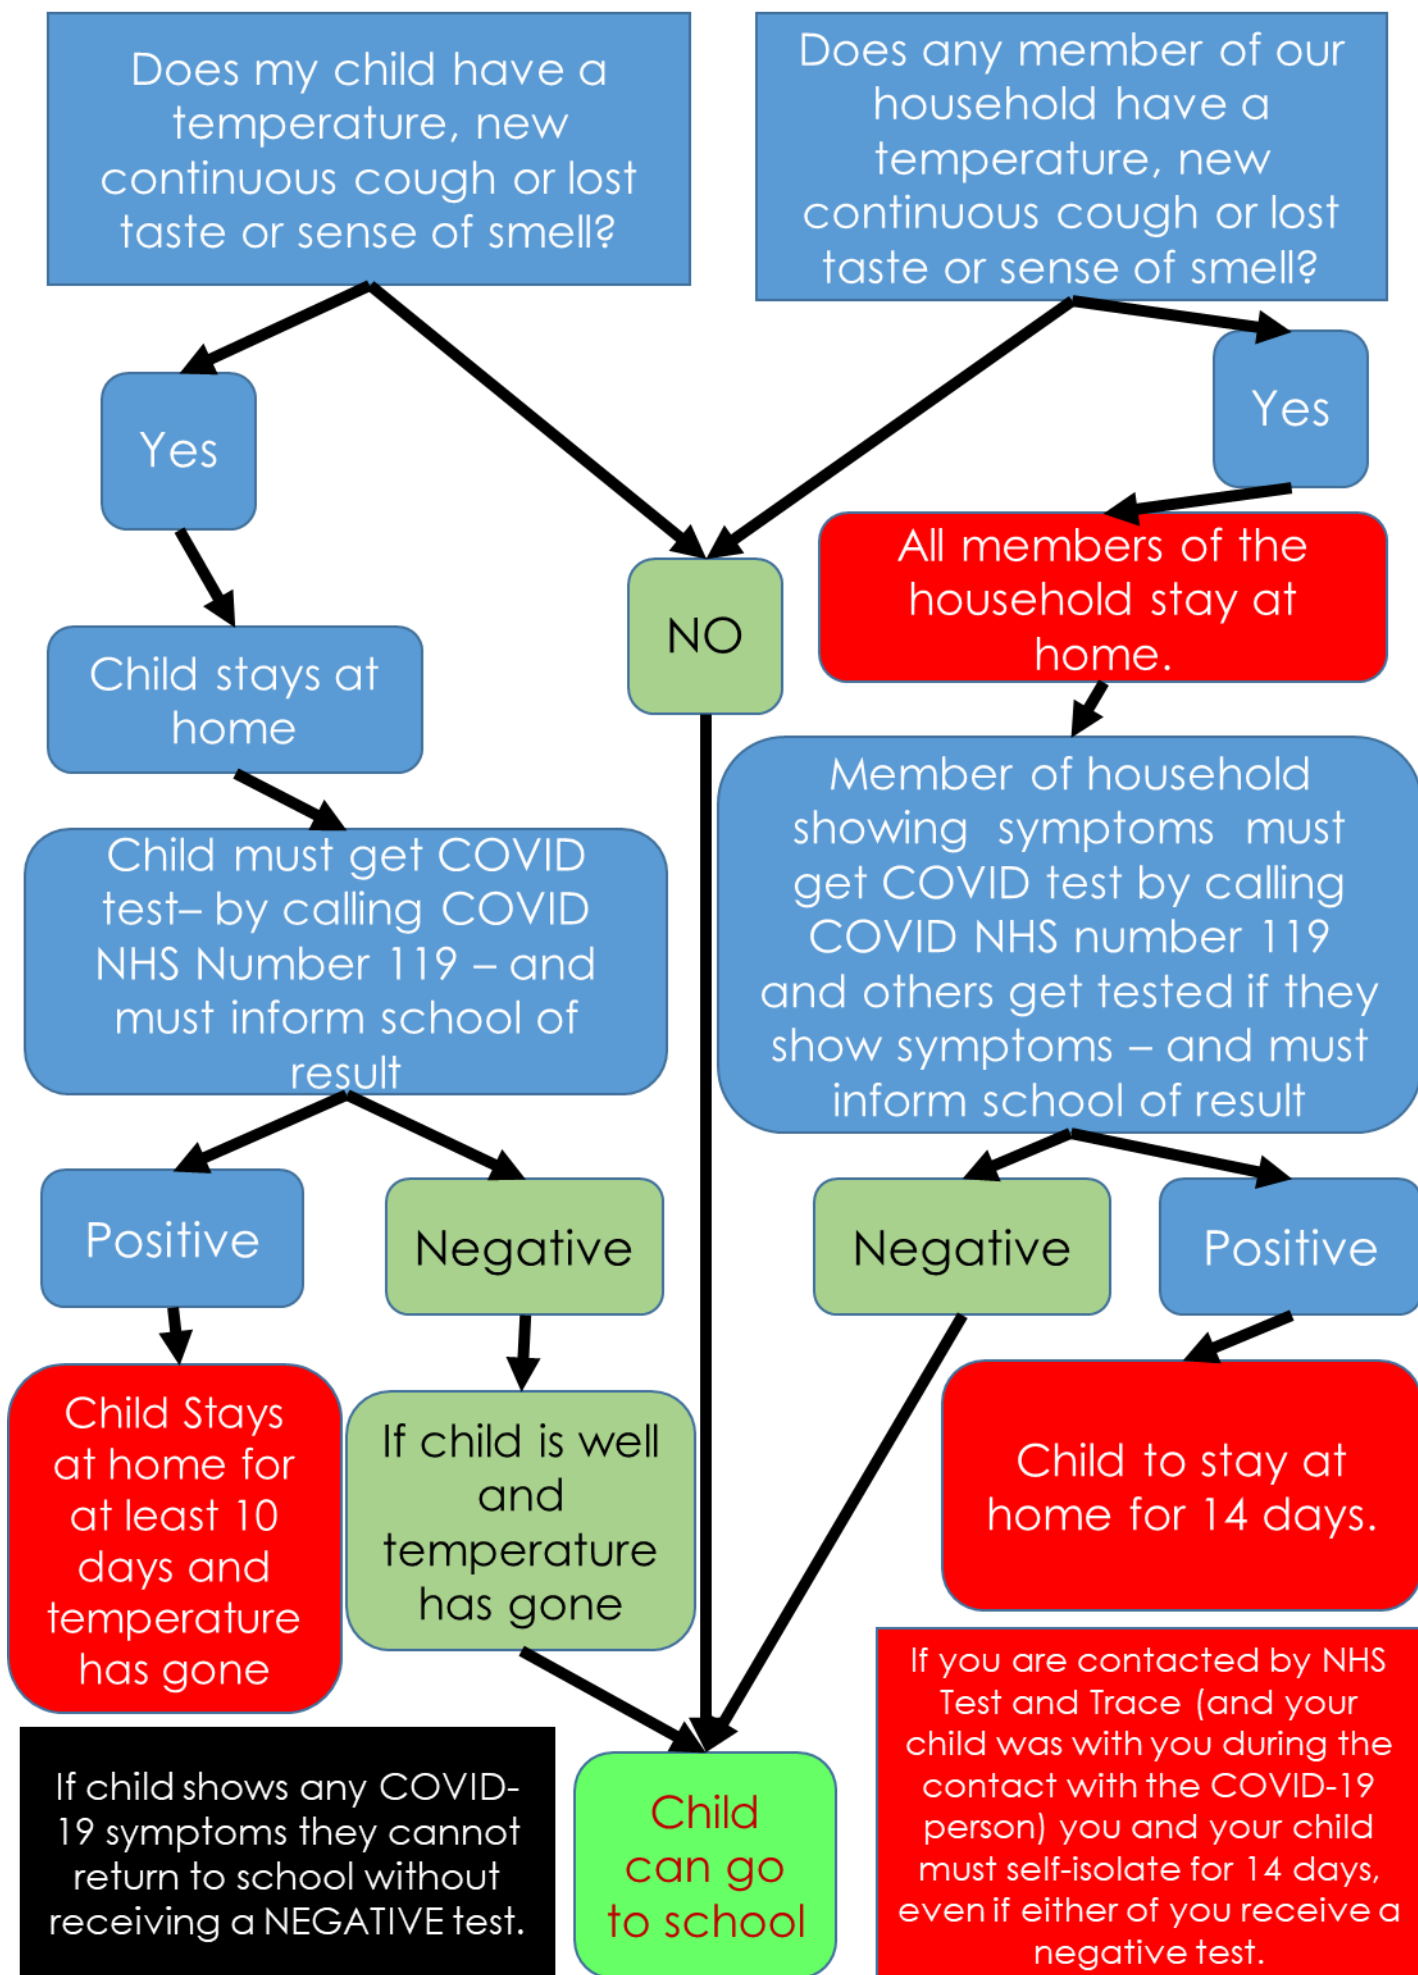 Does my child have a
temperature, new
continuous cough or lost
taste or sense of smell?
Does any member of our
household have a
temperature, new
continuous cough or lost
taste or sense of smell?
Yes
Yes
NO
All members of the
household stay at
home.
Child stays at
home
Child must get COVID
test– by calling COVID
NHS Number 119 – and
must inform school of
result
Member of household
showing symptoms must
get COVID test by calling
COVID NHS number 119
and others get tested if they
show symptoms – and must
inform school of result
Positive
Negative
Negative
Positive
Child Stays
at home for
at least 10
days and
temperature
has gone
If child is well
and
temperature
has gone
Child to stay at
home for 14 days.
If child shows any COVID-
19 symptoms they cannot
return to school without
receiving a NEGATIVE test.
Child
can go
to school
If you are contacted by NHS
Test and Trace (and your
child was with you during the
contact with the COVID-19
person) you and your child
must self-isolate for 14 days,
even if either of you receive a
negative test.